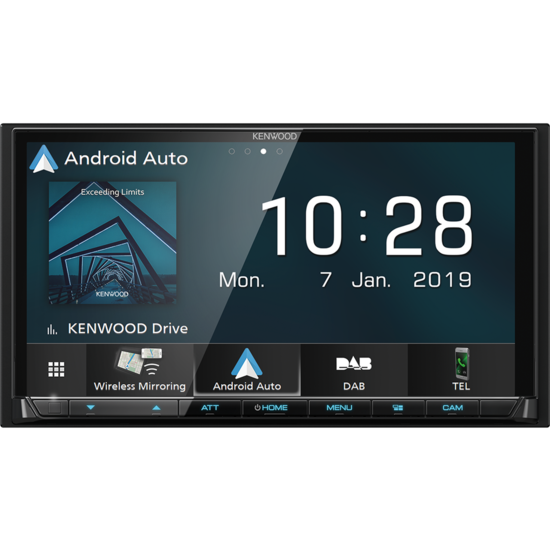 KENWOOD
Android Auto
Exceeding Limits
KENWOOD
10:28
Mon. 7 Jan. 2019
KENWOOD Drive
Wireless Mirroring
Android Auto
DAB
DAB
TEL
ATT
HOME
MENU
CAM